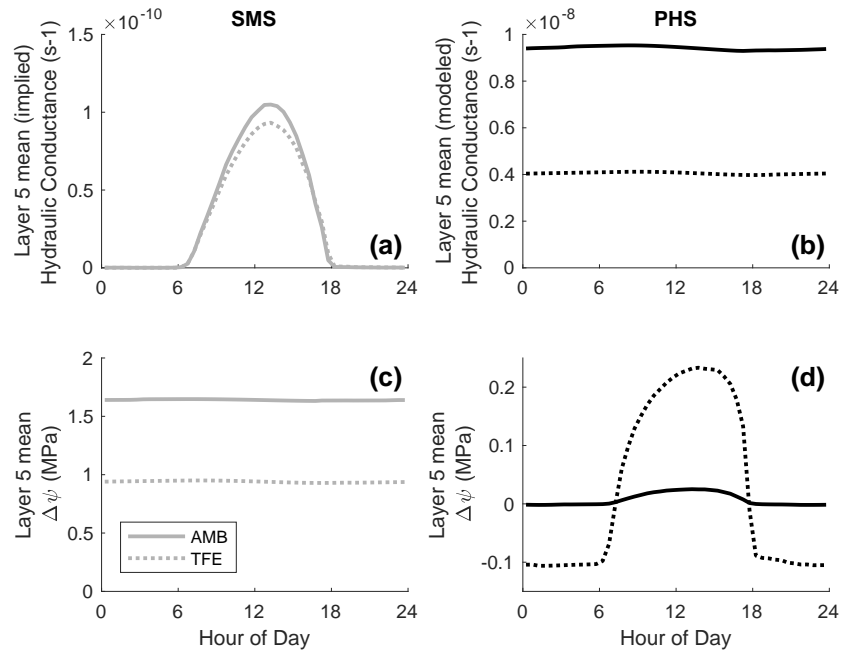 SMS
PHS
×10^-10
Layer 5 mean (implied)
Hydraulic Conductance (s-1)
1.5
1
0.5
0
0 6 12 18 24
(a)
×10^-8
Layer 5 mean (modeled)
Hydraulic Conductance (s-1)
1
0.8
0.6
0.4
0.2
0
0 6 12 18 24
(b)
Layer 5 mean
Δψ (MPa)
2
1.5
1
0.5
0
0 6 12 18 24
Hour of Day
(c)
AMB
TFE
Layer 5 mean
Δψ (MPa)
0.2
0.1
0
-0.1
0 6 12 18 24
Hour of Day
(d)